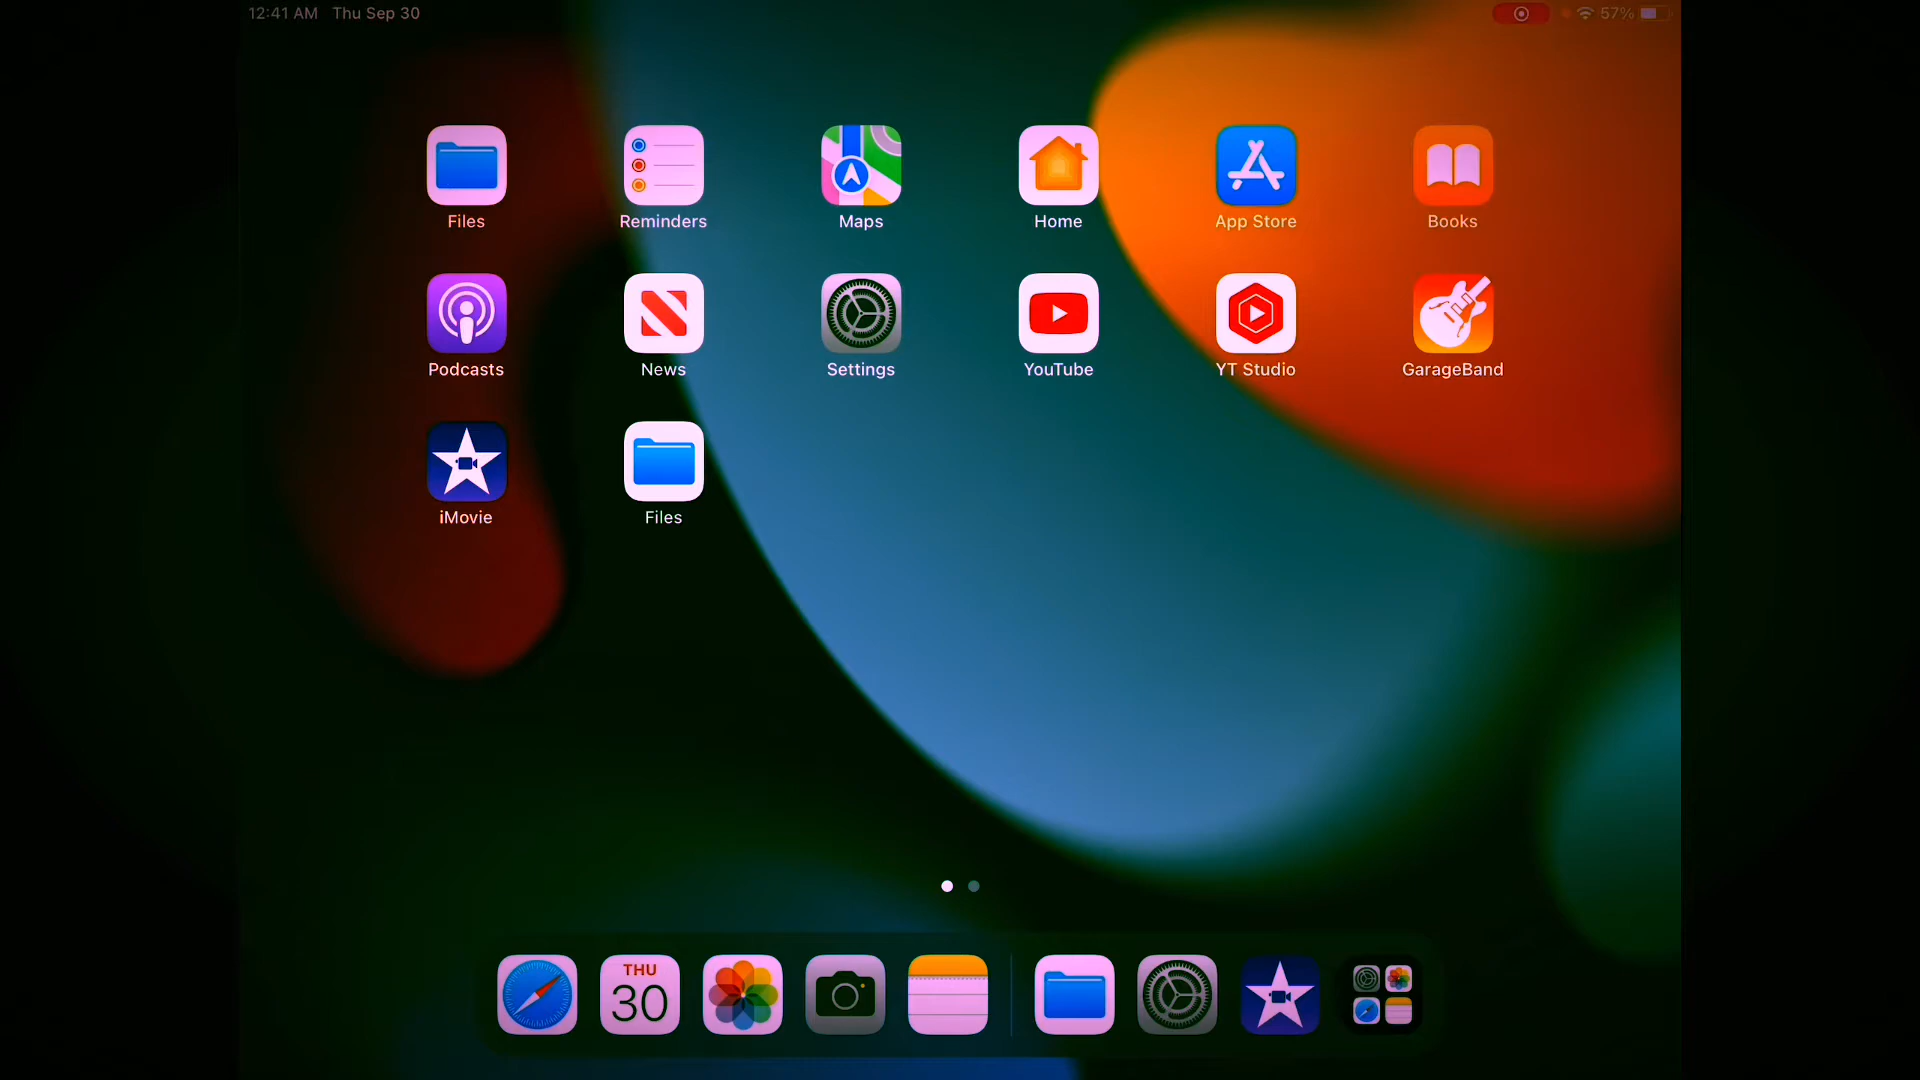 12:41 AM Thu Sep 30 57%
Files Reminders Maps Home App Store Books
Podcasts News Settings YouTube YT Studio GarageBand
iMovie Files
THU
30